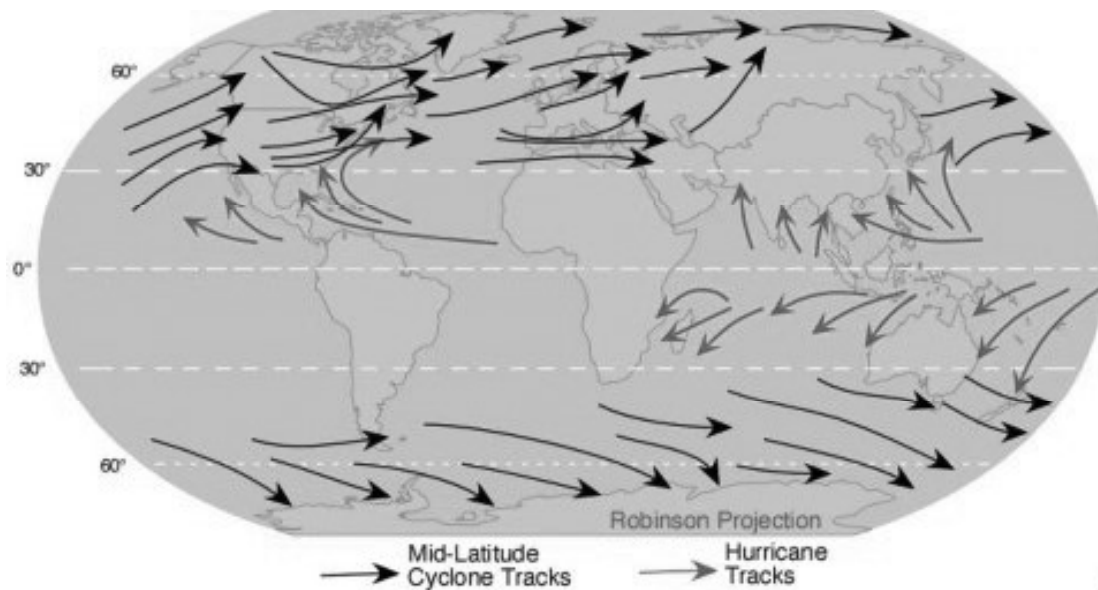 60°
30°
0°
30°
60°
Robinson Projection
Mid-Latitude
Cyclone Tracks
Hurricane
Tracks